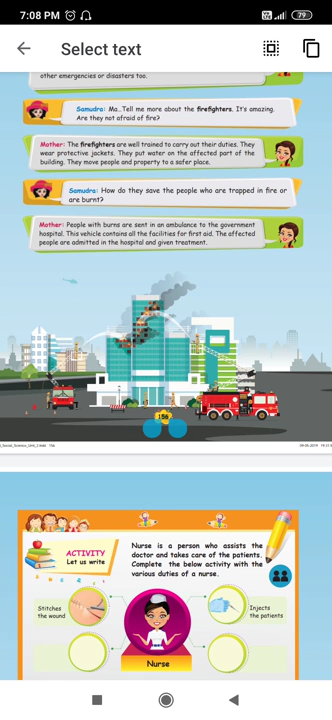 7:08 PM
79
Select text
other emergencies or disasters too.
Samudra: Ma...Tell me more about the firefighters. It's amazing.
Are they not afraid of fire?
Mother: The firefighters are well trained to carry out their duties. They
wear protective jackets. They put water on the affected part of the
building. They move people and property to a safer place.
Samudra: How do they save the people who are trapped in fire or
are burnt?
Mother: People with burns are sent in an ambulance to the government
hospital. This vehicle contains all the facilities for first aid. The affected
people are admitted in the hospital and given treatment.
156
ACTIVITY
Let us write
Nurse is a person who assists the
doctor and takes care of the patients.
Complete the below activity with the
various duties of a nurse.
Stitches
the wound
Injects
the patients
Nurse